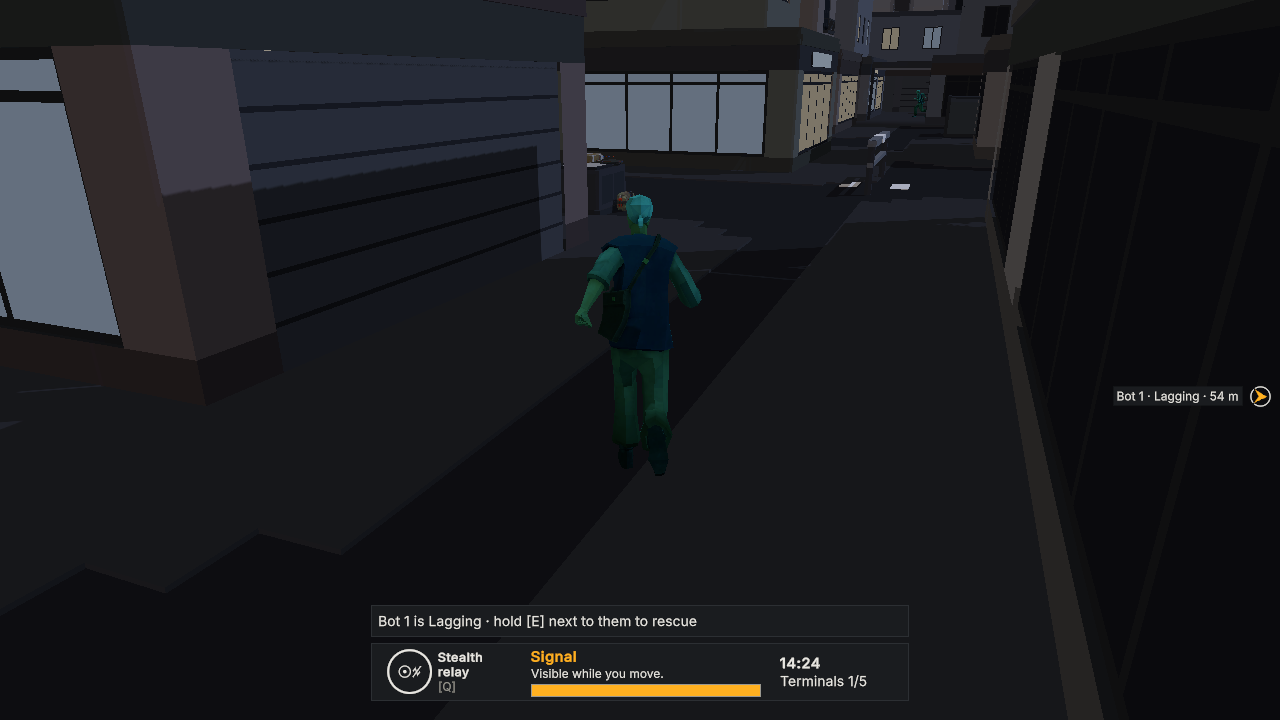 Bot 1 · Lagging · 54 m
Bot 1 is Lagging · hold [E] next to them to rescue
Stealth
relay
[Q]
Signal
Visible while you move.
14:24
Terminals 1/5